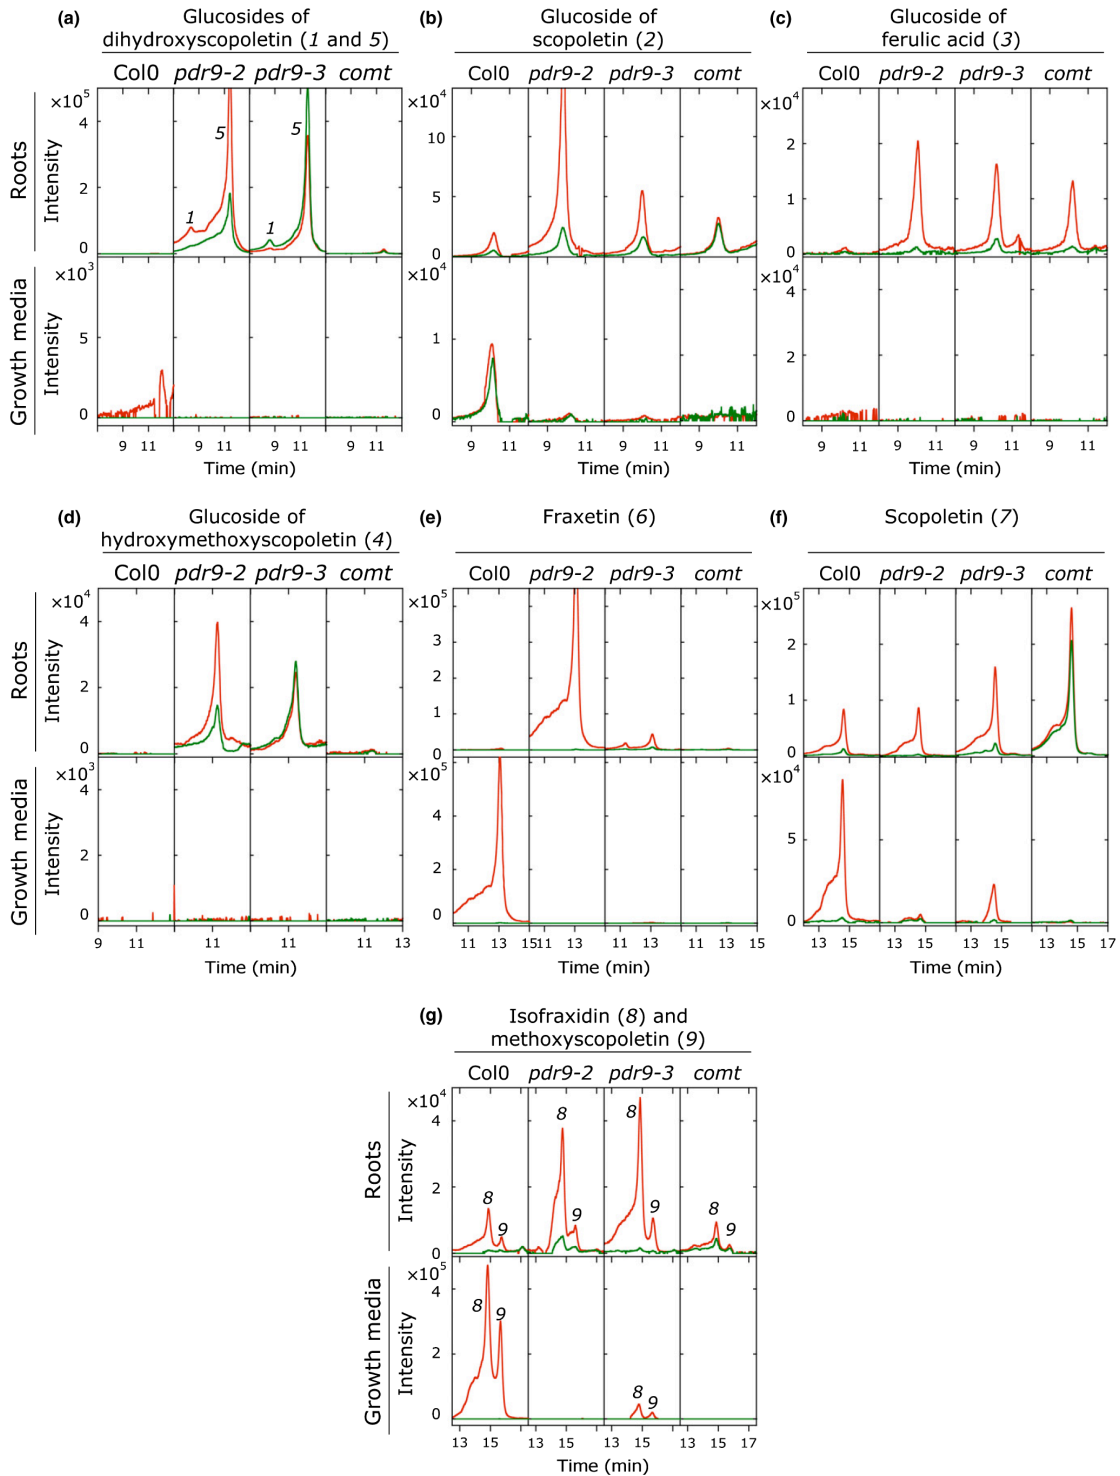 (a) Glucosides of
dihydroxyscopoletin (1 and 5)
Col0 pdr9-2 pdr9-3 comt
Roots
Intensity
×10⁵
4
2
0
5
1
5
1
Growth media
Intensity
×10³
5
0
9 11 9 11 9 11 9 11
Time (min)
(b) Glucoside of
scopoletin (2)
Col0 pdr9-2 pdr9-3 comt
×10⁴
10
5
0
×10⁴
1
0
9 11 9 11 9 11 9 11
Time (min)
(c) Glucoside of
ferulic acid (3)
Col0 pdr9-2 pdr9-3 comt
×10⁴
2
1
0
×10⁴
4
2
0
9 11 9 11 9 11 9 11
Time (min)
(d) Glucoside of
hydroxymethoxyscopoletin (4)
Col0 pdr9-2 pdr9-3 comt
Roots
Intensity
×10⁴
4
2
0
Growth media
Intensity
×10³
4
2
0
9 11 11 11 11 13
Time (min)
(e) Fraxetin (6)
Col0 pdr9-2 pdr9-3 comt
×10⁵
3
2
1
0
×10⁵
4
2
0
11 13 15 11 13 11 13 11 13 15
Time (min)
(f) Scopoletin (7)
Col0 pdr9-2 pdr9-3 comt
×10⁵
2
1
0
×10⁴
5
0
13 15 13 15 13 15 13 15 17
Time (min)
(g) Isofraxidin (8) and
methoxyscopoletin (9)
Col0 pdr9-2 pdr9-3 comt
Roots
Intensity
×10⁴
4
2
0
8
9
8
9
8
9
8
9
Growth media
Intensity
×10⁵
4
2
0
8
9
8
9
13 15 13 15 13 15 13 15 17
Time (min)